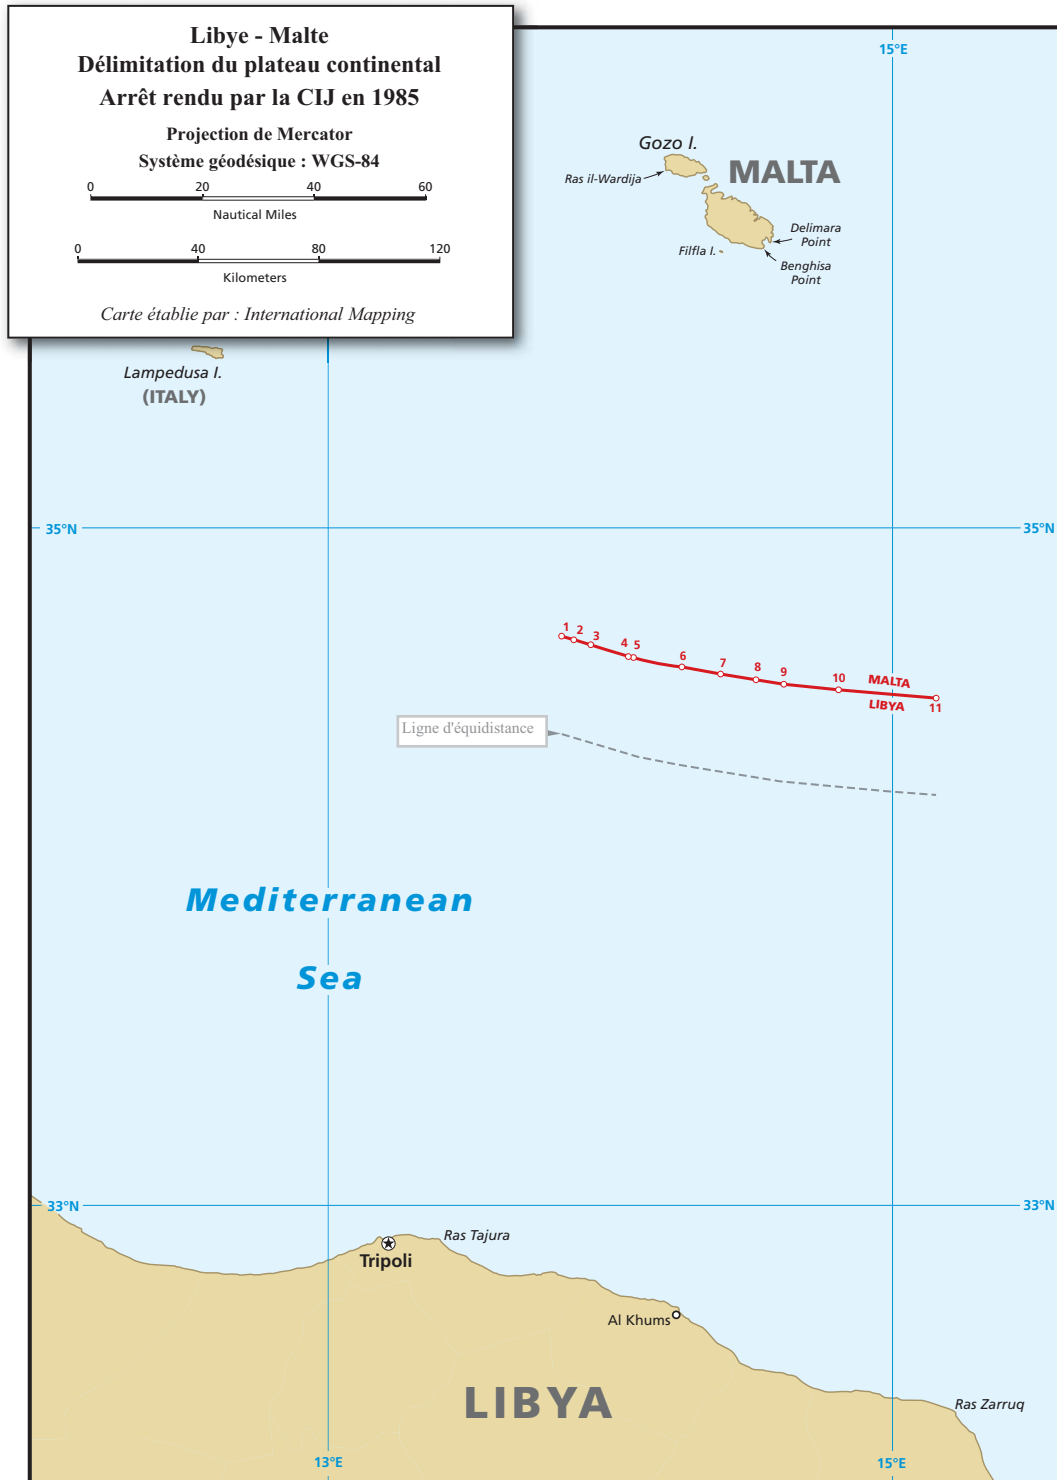 Libye - Malte
Délimitation du plateau continental
Arrêt rendu par la CIJ en 1985
Projection de Mercator
Système géodésique : WGS-84
0 20 40 60
Nautical Miles
0 40 80 120
Kilometers
Carte établie par : International Mapping
15°E
Gozo I.
MALTA
Ras il-Wardija
Delimara
Point
Filfla I.
Benghisa
Point
Lampedusa I.
(ITALY)
35°N
35°N
1 2 3 4 5 6 7 8 9 10 11
MALTA
LIBYA
Ligne d'équidistance
Mediterranean
Sea
33°N
33°N
Ras Tajura
Tripoli
Al Khums
LIBYA
Ras Zarruq
13°E
15°E